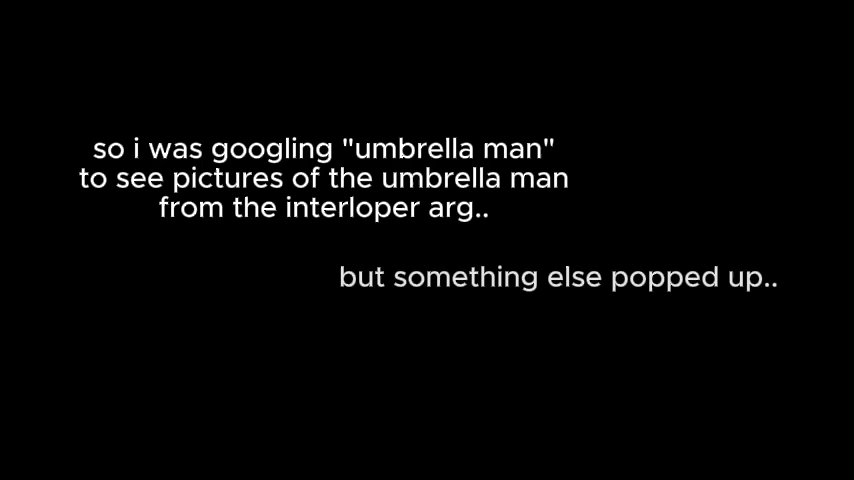 so i was googling "umbrella man"
to see pictures of the umbrella man
from the interloper arg..
but something else popped up..